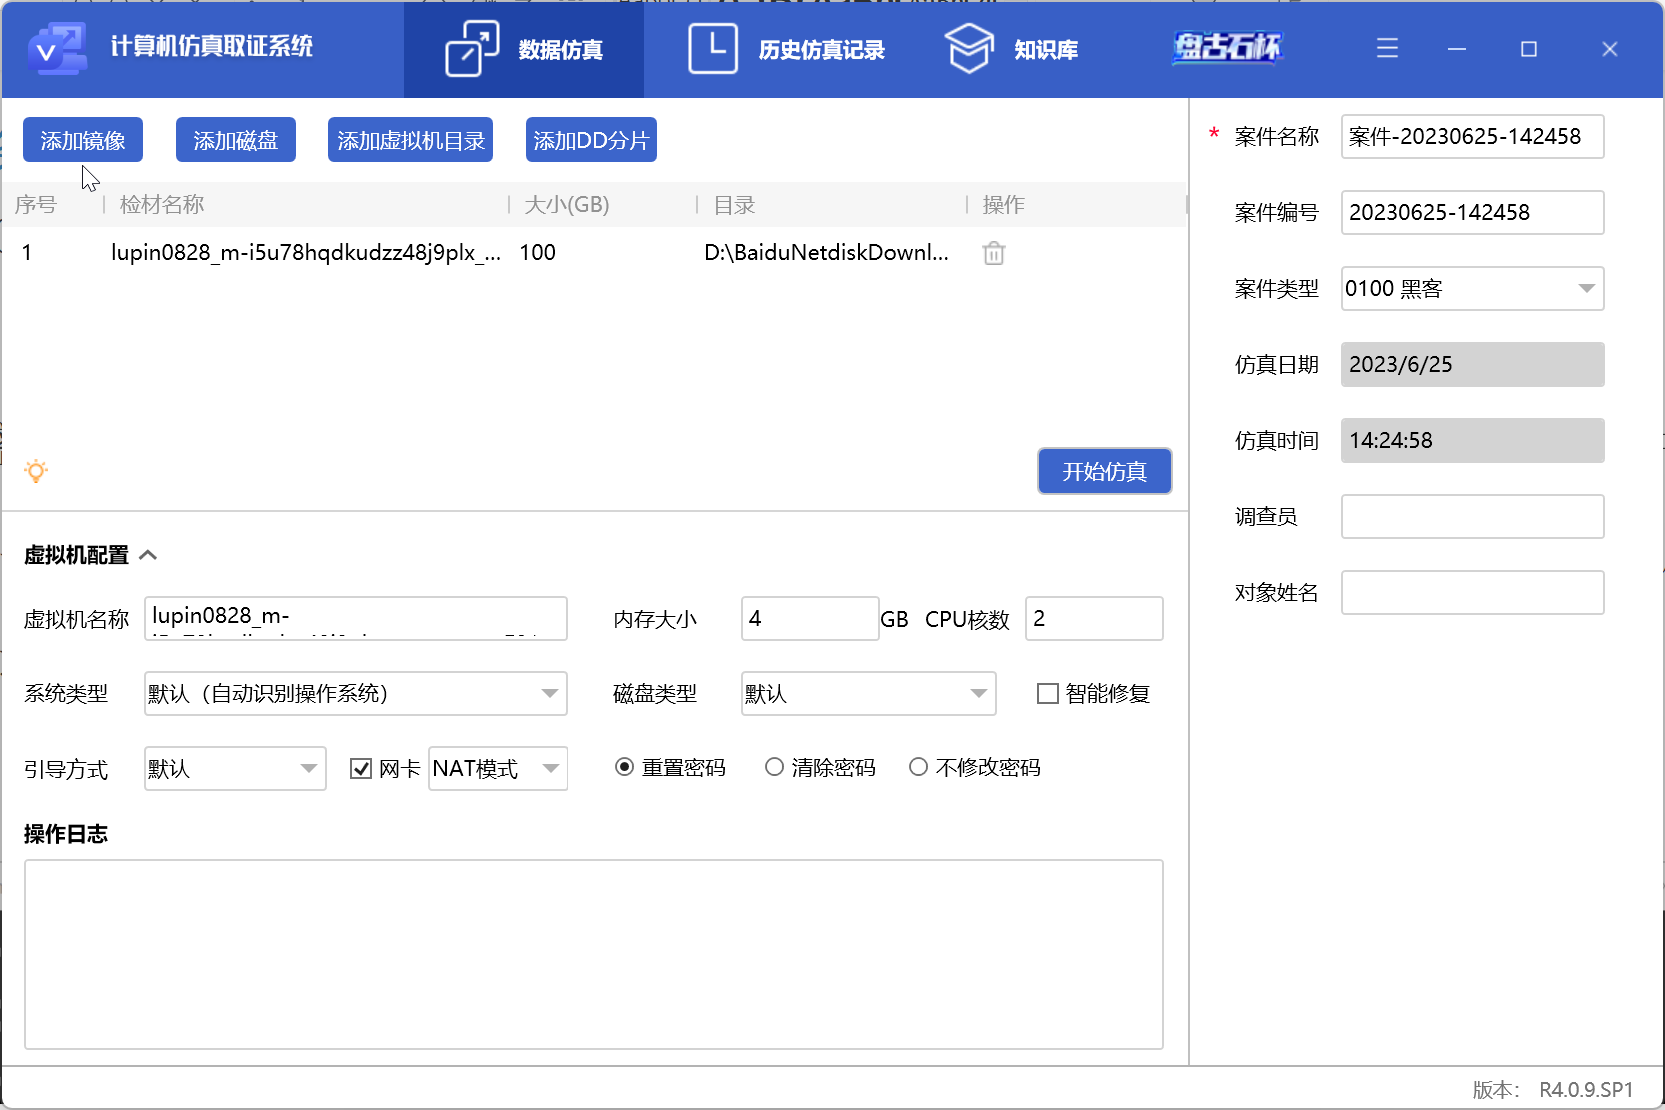 计算机仿真取证系统
数据仿真
历史仿真记录
知识库
盘古石杯
添加镜像
添加磁盘
添加虚拟机目录
添加DD分片
序号
检材名称
大小(GB)
目录
操作
1
lupin0828_m-i5u78hqdkudzz48j9plx_...
100
D:\BaiduNetdiskDownl...
开始仿真
虚拟机配置
虚拟机名称
lupin0828_m-
内存大小
4
GB
CPU核数
2
系统类型
默认（自动识别操作系统）
磁盘类型
默认
智能修复
引导方式
默认
网卡
NAT模式
重置密码
清除密码
不修改密码
操作日志
* 案件名称
案件-20230625-142458
案件编号
20230625-142458
案件类型
0100 黑客
仿真日期
2023/6/25
仿真时间
14:24:58
调查员
对象姓名
版本： R4.0.9.SP1